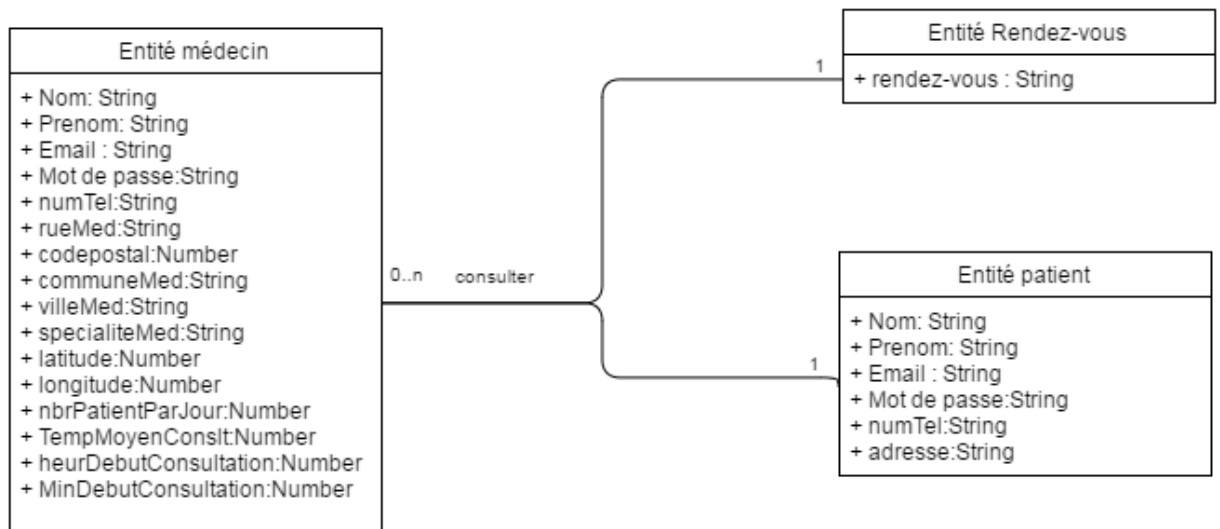 Entité médecin
+ Nom: String
+ Prenom: String
+ Email : String
+ Mot de passe:String
+ numTel:String
+ rueMed:String
+ codepostal:Number
+ communeMed:String
+ villeMed:String
+ specialiteMed:String
+ latitude:Number
+ longitude:Number
+ nbrPatientParJour:Number
+ TempMoyenConslt:Number
+ heurDebutConsultation:Number
+ MinDebutConsultation:Number
0..n consulter
1
Entité Rendez-vous
+ rendez-vous : String
1
Entité patient
+ Nom: String
+ Prenom: String
+ Email : String
+ Mot de passe:String
+ numTel:String
+ adresse:String